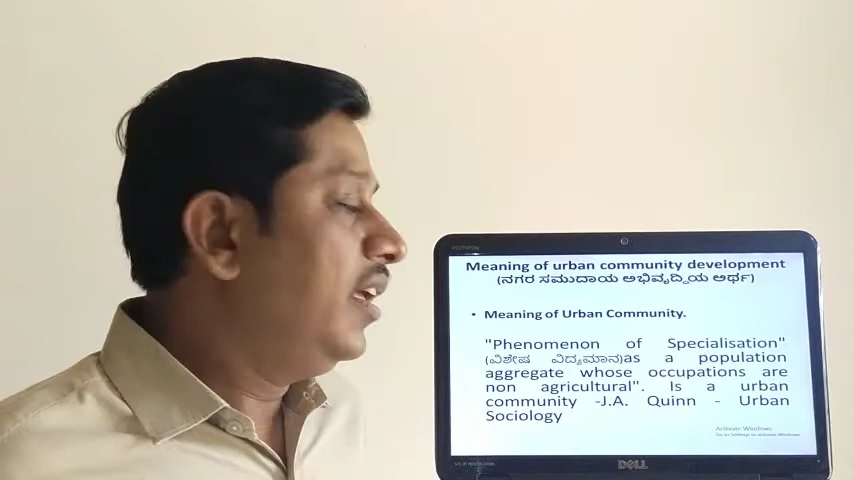 Meaning of urban community development
(ನಗರ ಸಮುದಾಯ ಅಭಿವೃದ್ಧಿಯ ಅರ್ಥ)
• Meaning of Urban Community.
"Phenomenon of Specialisation"
(ವಿಶೇಷ ವಿದ್ಯಮಾನ)as a population
aggregate whose occupations are
non agricultural". Is a urban
community -J.A. Quinn - Urban
Sociology
Activate Windows
Go to Settings to activate Windows.
DELL